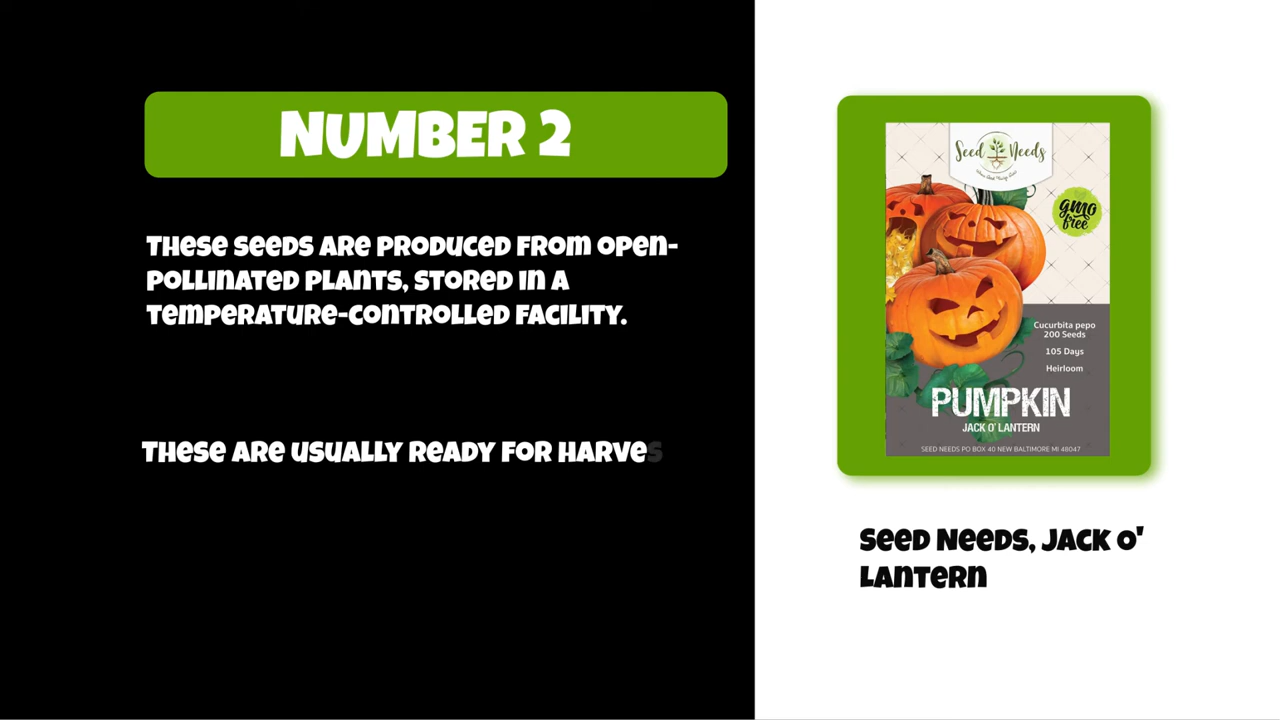 NUMBER 2
These seeds are produced from open-
pollinated plants, stored in a
temperature-controlled facility.
These are usually ready for harves
Seed Needs
gmo
free
Cucurbita pepo
200 Seeds
105 Days
Heirloom
PUMPKIN
JACK O' LANTERN
SEED NEEDS PO BOX 40 NEW BALTIMORE MI 48047
Seed Needs, Jack O'
Lantern